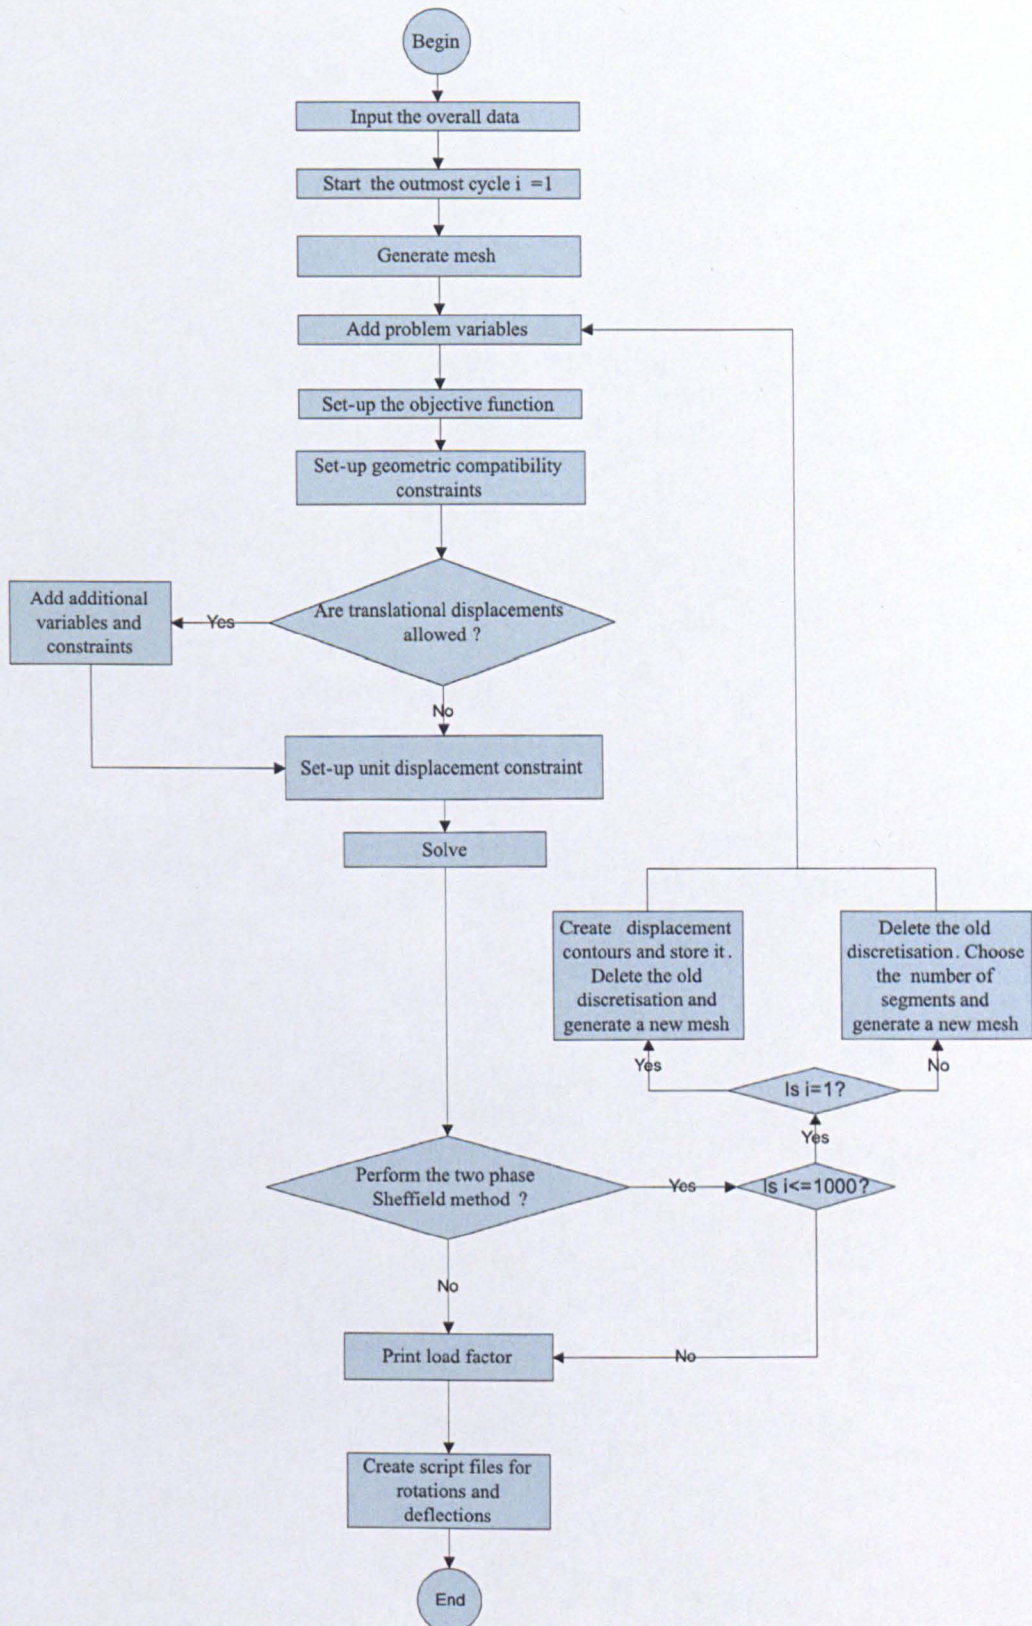 Begin
Input the overall data
Start the outmost cycle i =1
Generate mesh
Add problem variables
Set-up the objective function
Set-up geometric compatibility
constraints
Are translational displacements
allowed ?
Yes
Add additional
variables and
constraints
No
Set-up unit displacement constraint
Solve
Create displacement
contours and store it.
Delete the old
discretisation and
generate a new mesh
Delete the old
discretisation. Choose
the number of
segments and
generate a new mesh
Yes
No
Is i=1?
Yes
Perform the two phase
Sheffield method ?
Yes
Is i<=1000?
No
Print load factor
No
Create script files for
rotations and
deflections
End